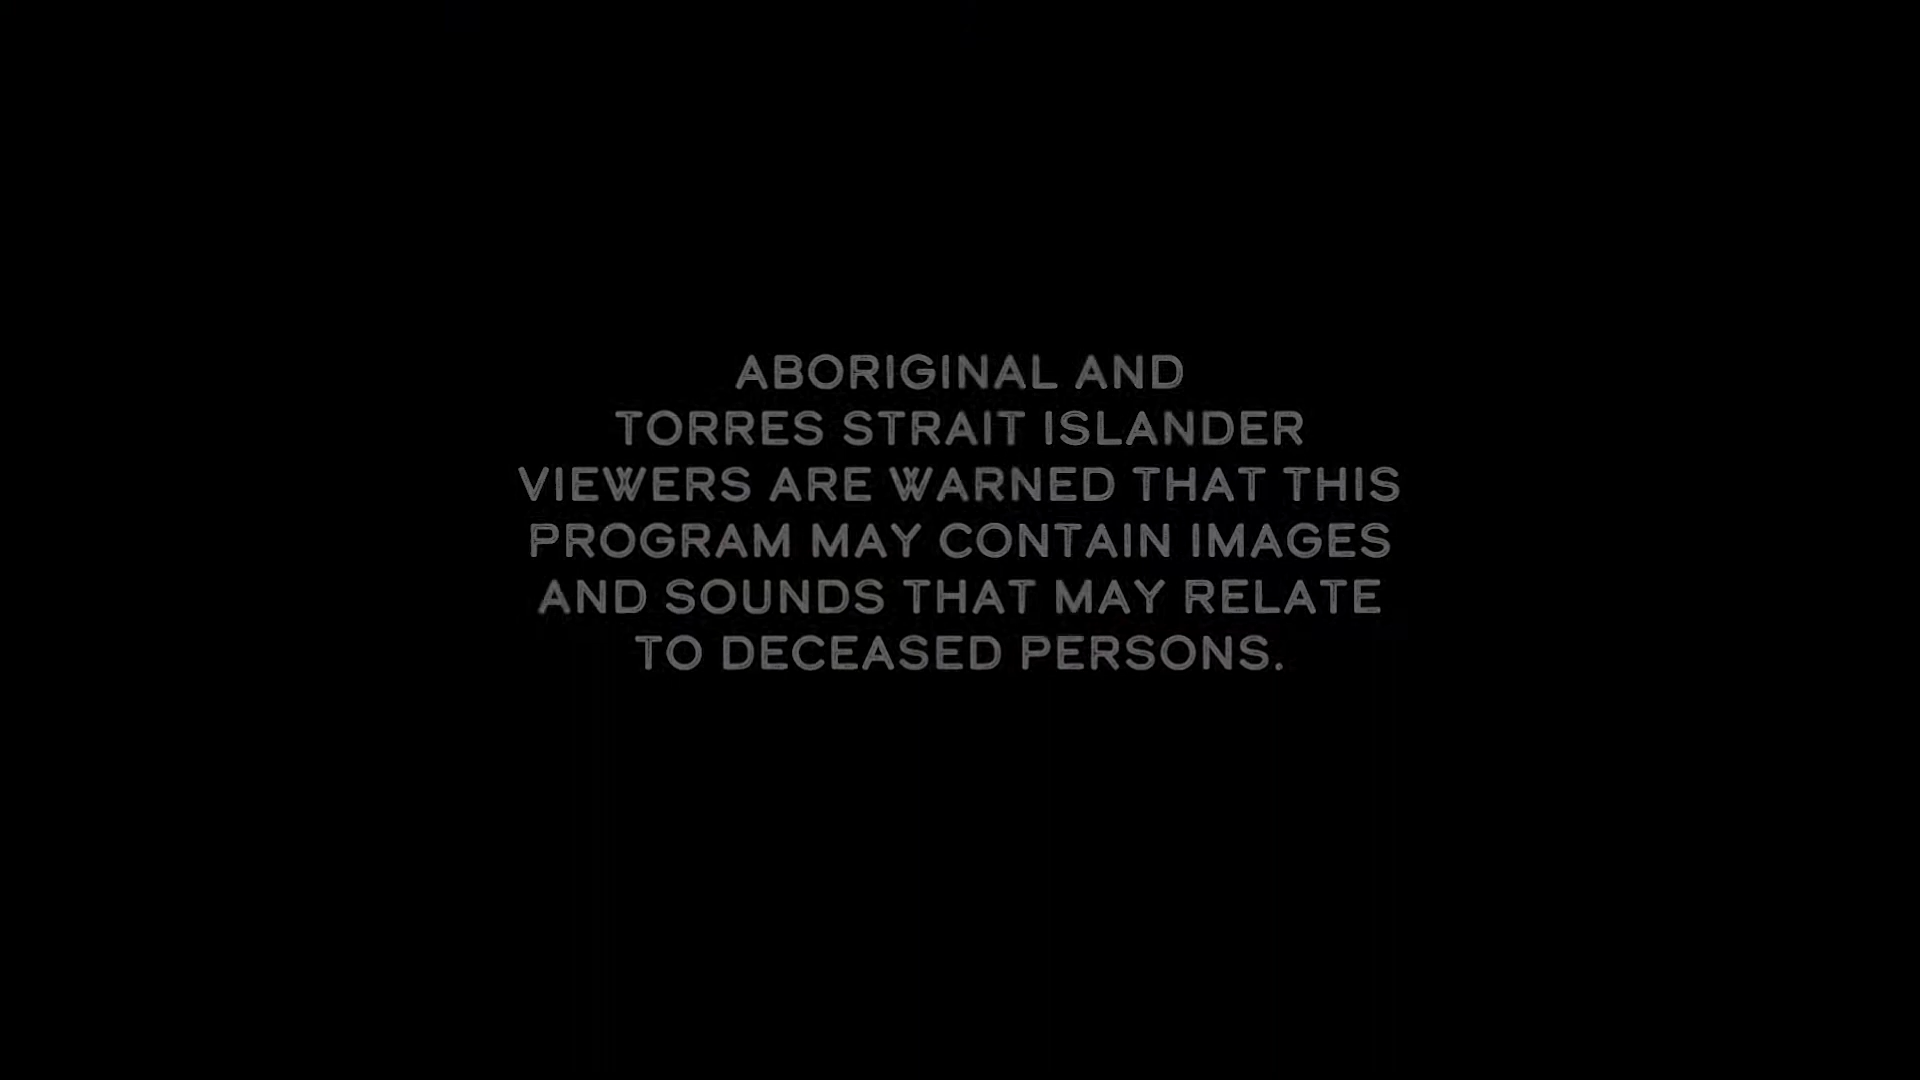 ABORIGINAL AND
TORRES STRAIT ISLANDER
VIEWERS ARE WARNED THAT THIS
PROGRAM MAY CONTAIN IMAGES
AND SOUNDS THAT MAY RELATE
TO DECEASED PERSONS.